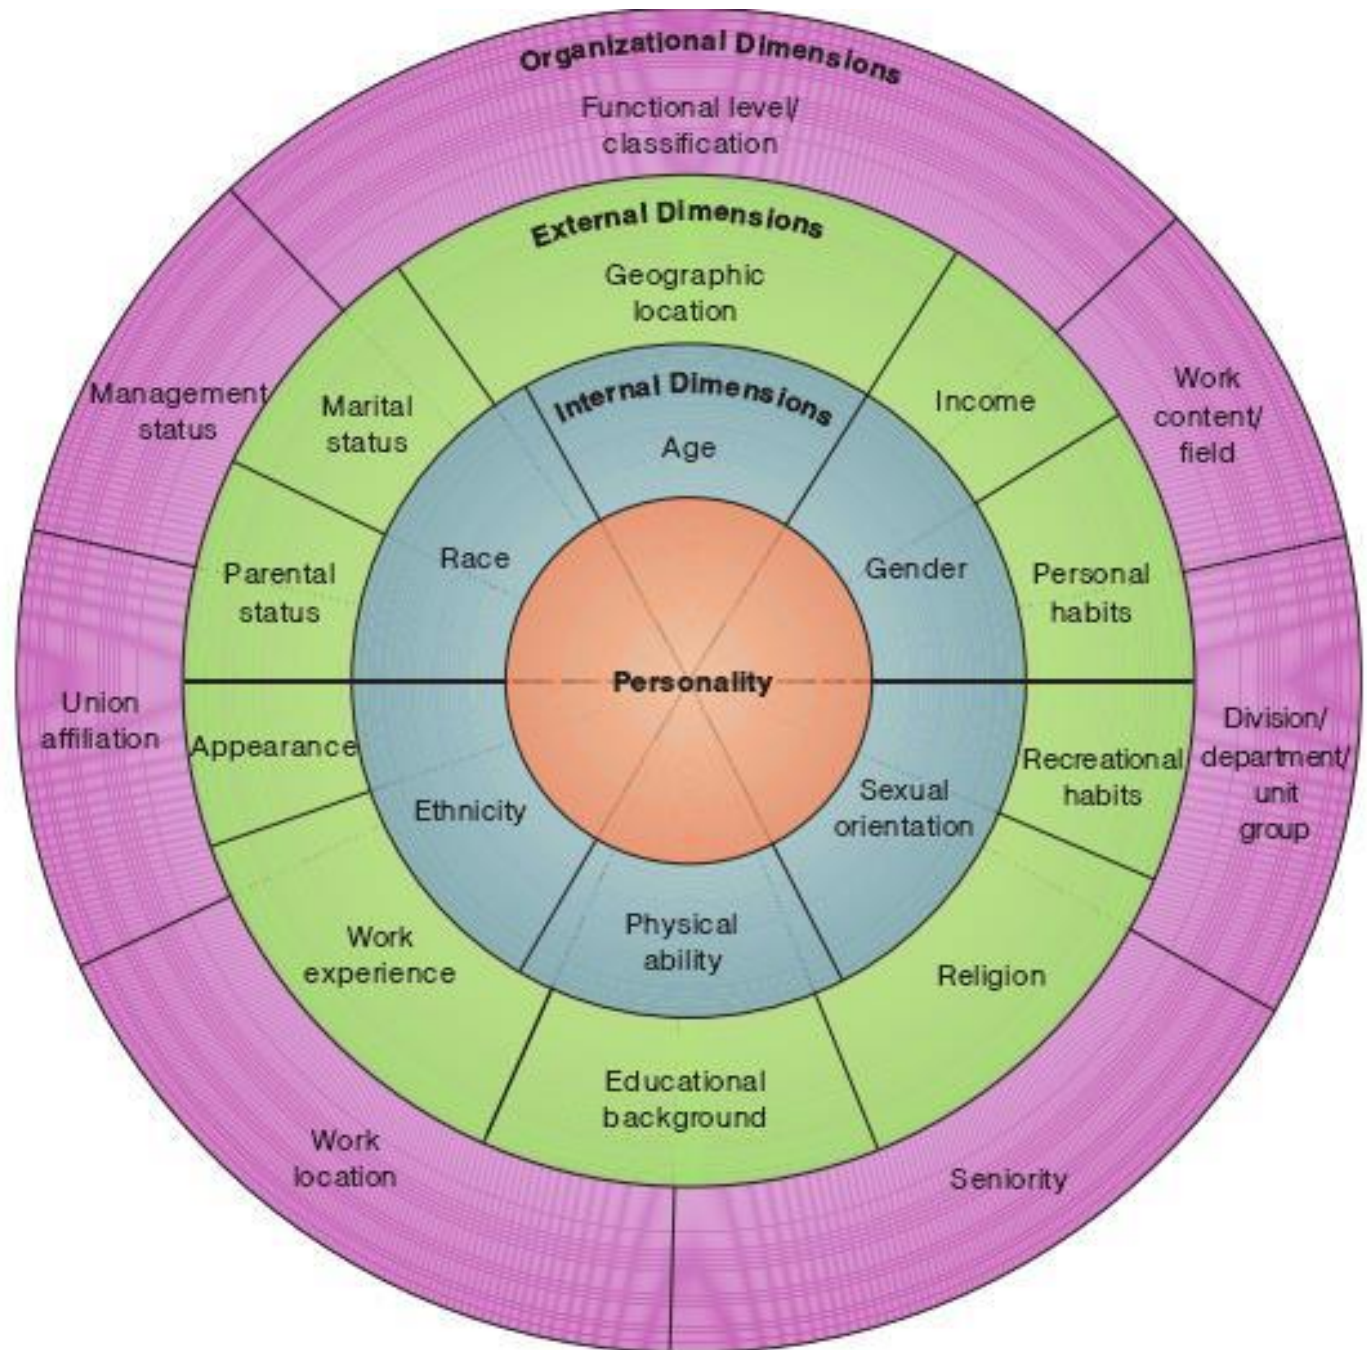 Organizational Dimensions
Functional level/
classification
External Dimensions
Geographic
location
Internal Dimensions
Age
Management
status
Marital
status
Income
Work
content/
field
Race
Gender
Parental
status
Personal
habits
Personality
Union
affiliation
Appearance
Ethnicity
Sexual
orientation
Recreational
habits
Division/
department/
unit
group
Work
experience
Physical
ability
Religion
Educational
background
Work
location
Seniority